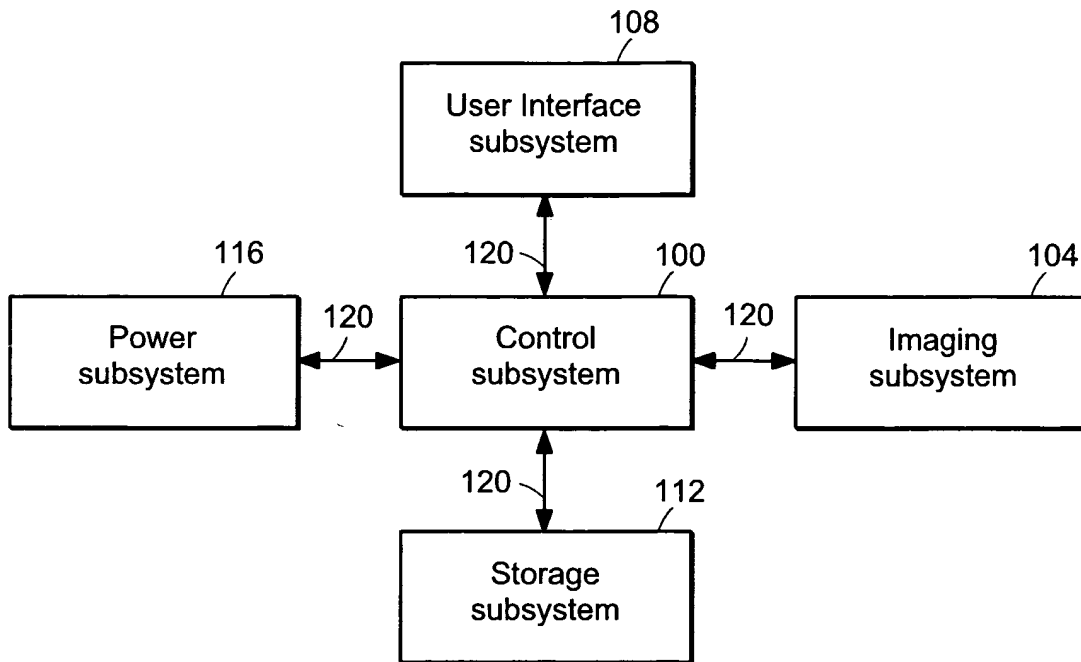 108
User Interface
subsystem
120
116
100
104
Power
subsystem
120
Control
subsystem
120
Imaging
subsystem
120
112
Storage
subsystem